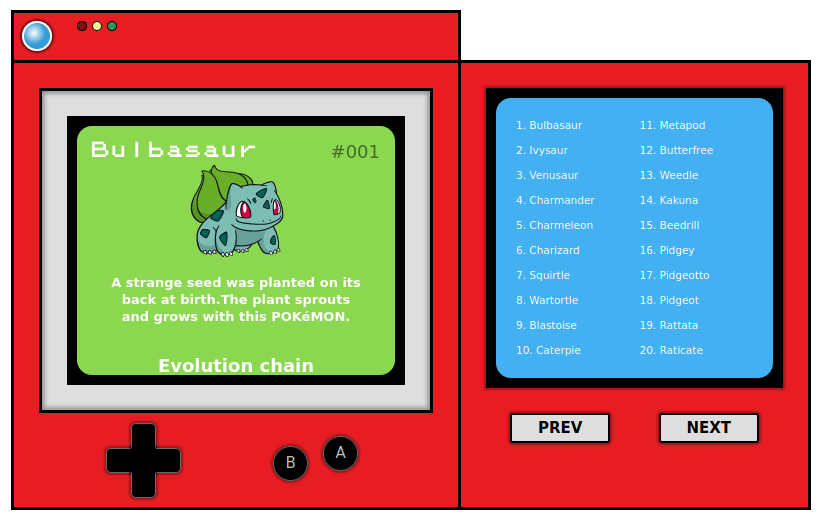 Bulbasaur
#001
A strange seed was planted on its
back at birth.The plant sprouts
and grows with this POKéMON.
Evolution chain
B
A
1. Bulbasaur
2. Ivysaur
3. Venusaur
4. Charmander
5. Charmeleon
6. Charizard
7. Squirtle
8. Wartortle
9. Blastoise
10. Caterpie
11. Metapod
12. Butterfree
13. Weedle
14. Kakuna
15. Beedrill
16. Pidgey
17. Pidgeotto
18. Pidgeot
19. Rattata
20. Raticate
PREV
NEXT